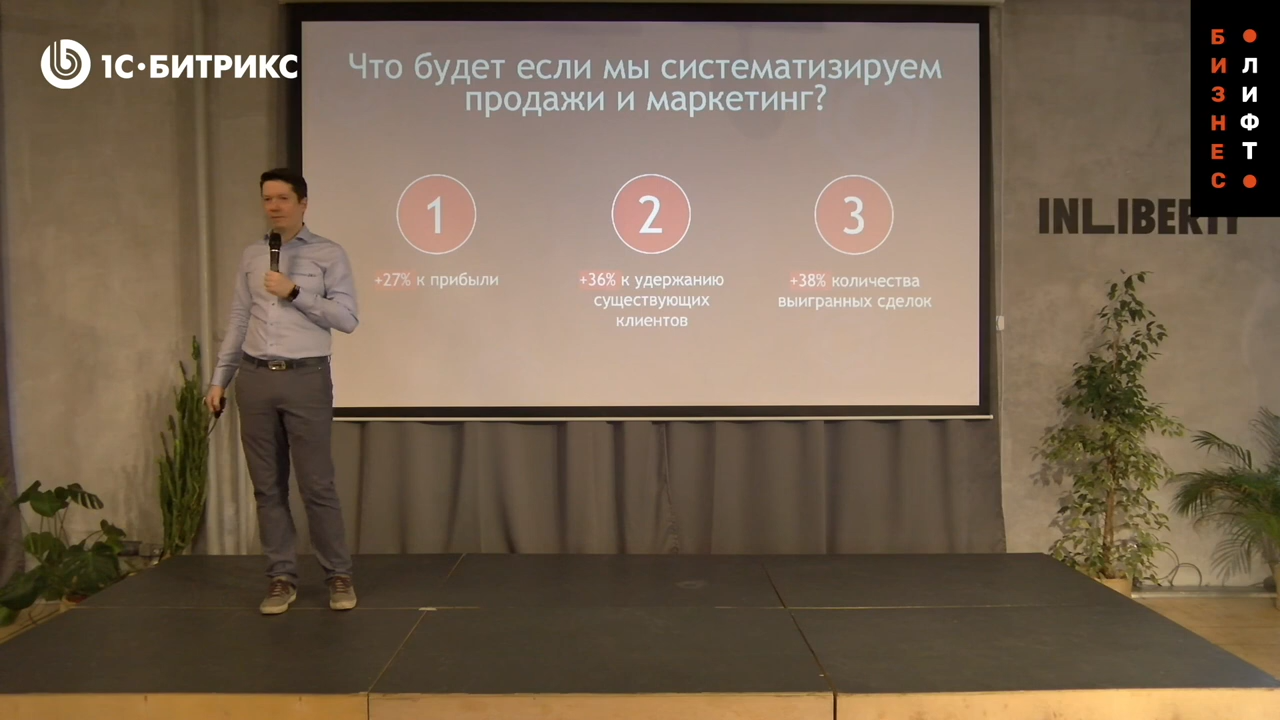 1С·БИТРИКС
Что будет если мы систематизируем
продажи и маркетинг?
1
+27% к прибыли
2
+36% к удержанию
существующих
клиентов
3
+38% количества
выигранных сделок
БИЗНЕС
ЛИФТ
INLIBERTY